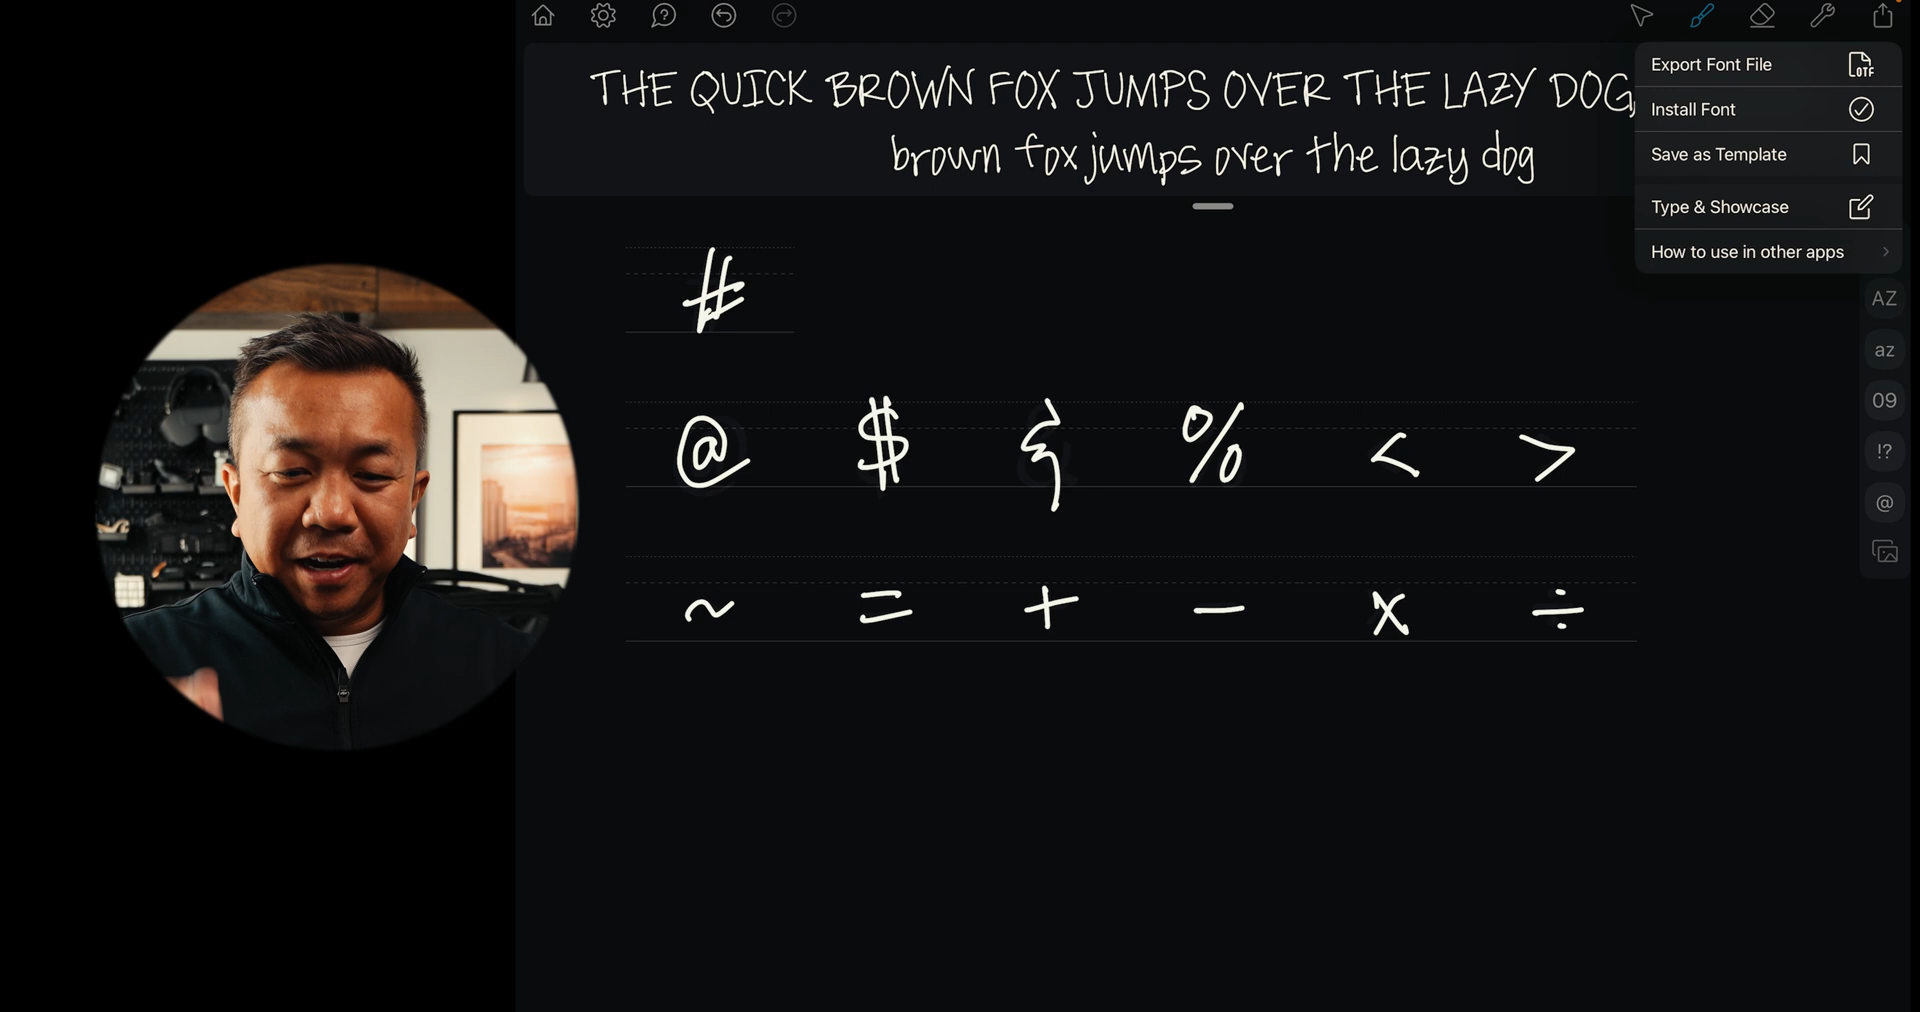 THE QUICK BROWN FOX JUMPS OVER THE LAZY DOG,
brown fox jumps over the lazy dog
Export Font File
OTF
Install Font
Save as Template
Type & Showcase
How to use in other apps
#
@ $ & % < >
~ = + − x ÷
AZ
az
09
!?
@